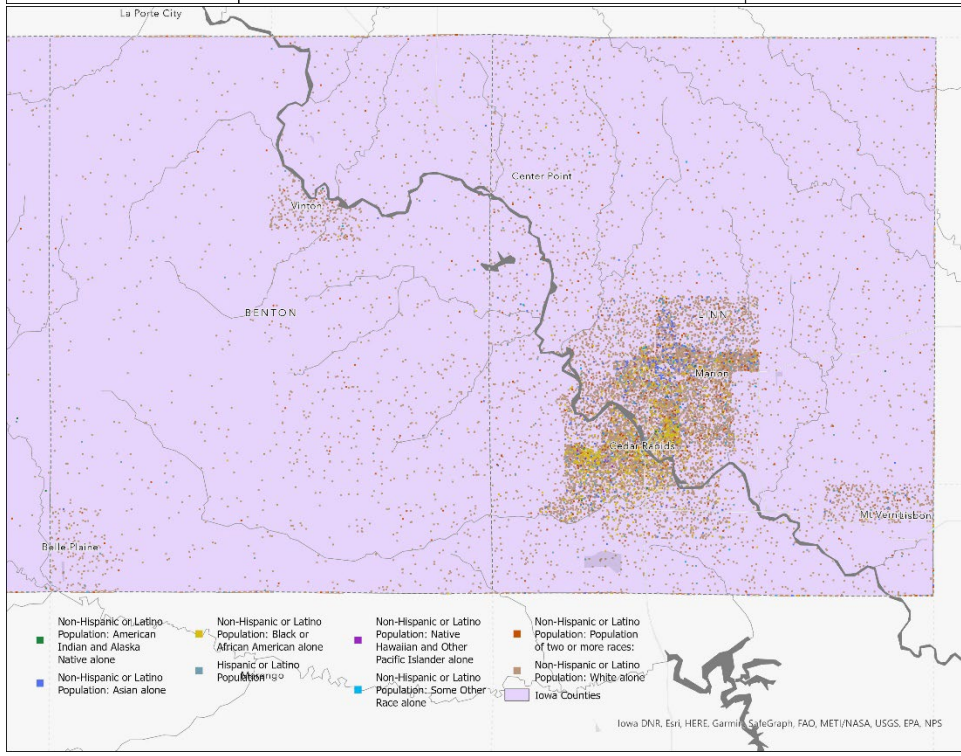 La Porte City
Center Point
Vinton
BENTON
LINN
Marion
Cedar Rapids
Mt Vernon
Lisbon
Belle Plaine
Non-Hispanic or Latino
Population: American
Indian and Alaska
Native alone
Non-Hispanic or Latino
Population: Asian alone
Non-Hispanic or Latino
Population: Black or
African American alone
Hispanic or Latino
Population
Marengo
Non-Hispanic or Latino
Population: Native
Hawaiian and Other
Pacific Islander alone
Non-Hispanic or Latino
Population: Some Other
Race alone
Non-Hispanic or Latino
Population: Population
of two or more races:
Non-Hispanic or Latino
Population: White alone
Iowa Counties
Iowa DNR, Esri, HERE, Garmin, SafeGraph, FAO, METI/NASA, USGS, EPA, NPS